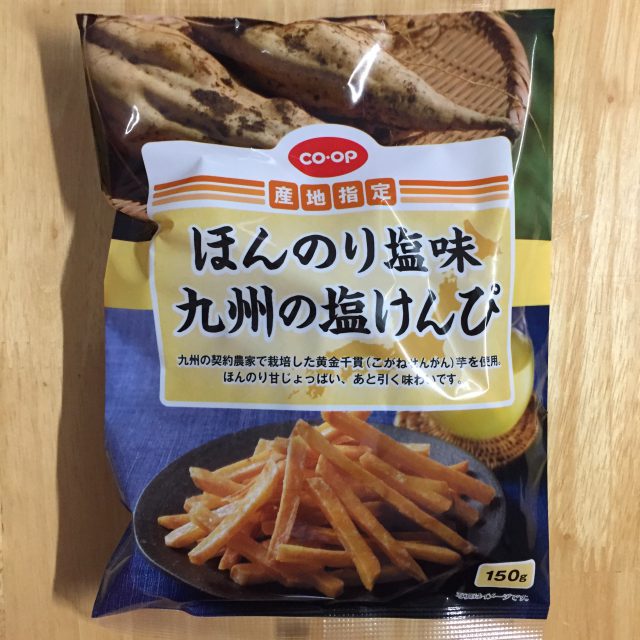 CO·OP
産地指定
ほんのり塩味
九州の塩けんぴ
九州の契約農家で栽培した黄金千貫(こがねせんがん)芋を使用。
ほんのり甘じょっぱい、あと引く味わいです。
150g